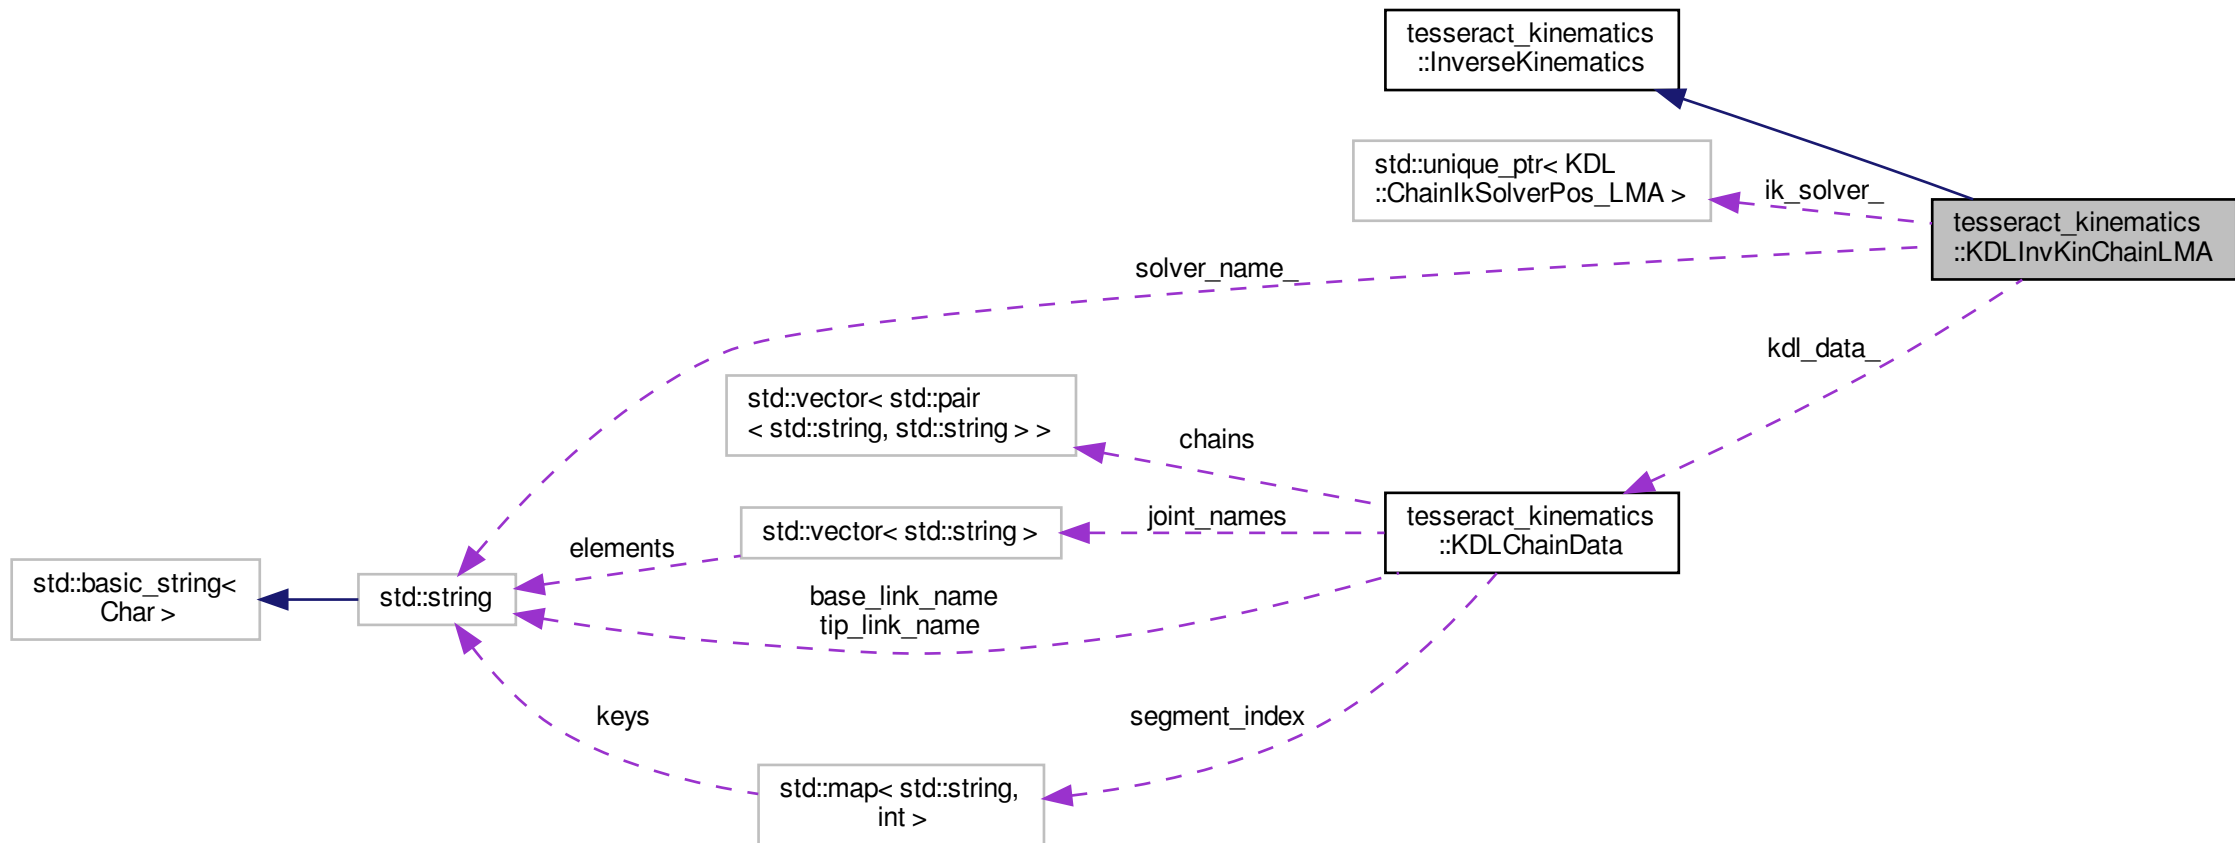 tesseract_kinematics
::InverseKinematics
std::unique_ptr< KDL
::ChainIkSolverPos_LMA >
ik_solver_
tesseract_kinematics
::KDLInvKinChainLMA
solver_name_
kdl_data_
std::vector< std::pair
< std::string, std::string > >
chains
std::vector< std::string >
joint_names
tesseract_kinematics
::KDLChainData
elements
std::basic_string<
Char >
std::string
base_link_name
tip_link_name
keys
segment_index
std::map< std::string,
int >